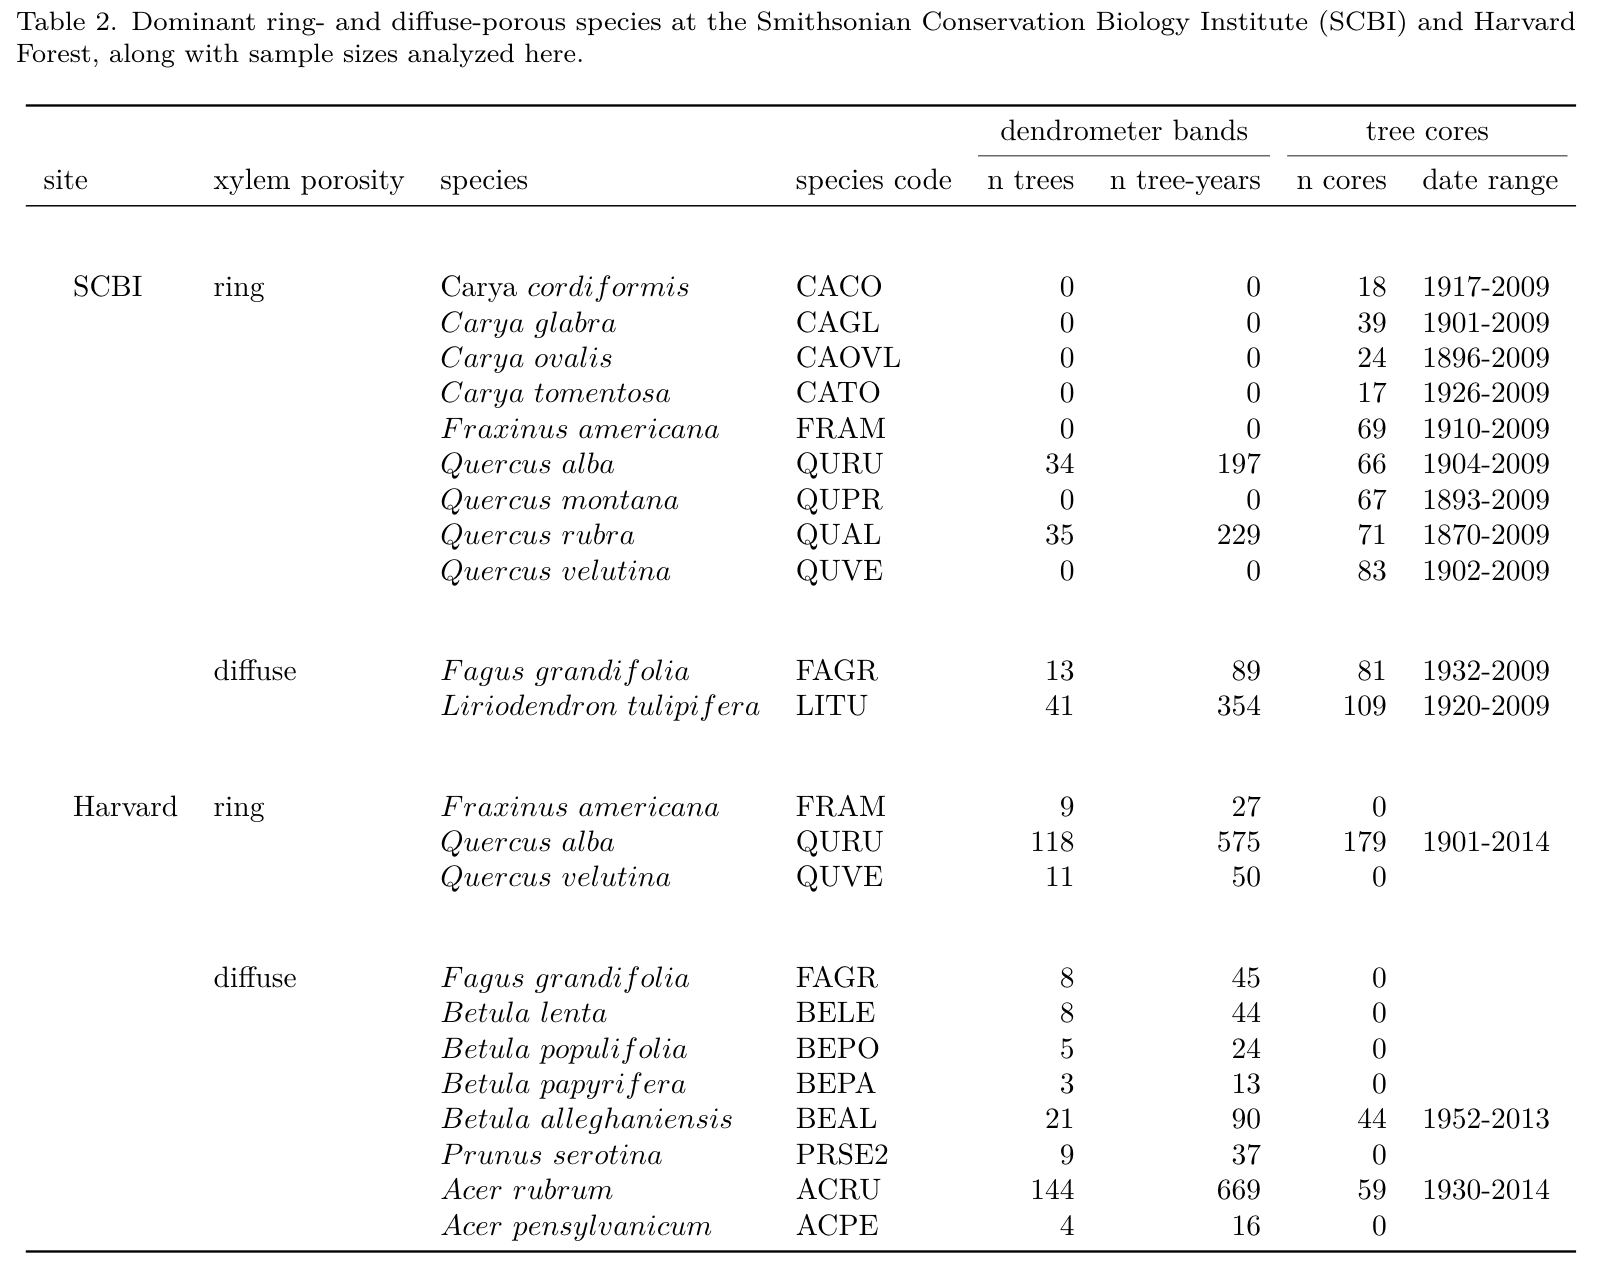 Table 2. Dominant ring- and diffuse-porous species at the Smithsonian Conservation Biology Institute (SCBI) and Harvard
Forest, along with sample sizes analyzed here.
dendrometer bands tree cores
site xylem porosity species species code n trees n tree-years n cores date range
SCBI ring Carya cordiformis CACO 0 0 18 1917-2009
Carya glabra CAGL 0 0 39 1901-2009
Carya ovalis CAOVL 0 0 24 1896-2009
Carya tomentosa CATO 0 0 17 1926-2009
Fraxinus americana FRAM 0 0 69 1910-2009
Quercus alba QURU 34 197 66 1904-2009
Quercus montana QUPR 0 0 67 1893-2009
Quercus rubra QUAL 35 229 71 1870-2009
Quercus velutina QUVE 0 0 83 1902-2009
diffuse Fagus grandifolia FAGR 13 89 81 1932-2009
Liriodendron tulipifera LITU 41 354 109 1920-2009
Harvard ring Fraxinus americana FRAM 9 27 0
Quercus alba QURU 118 575 179 1901-2014
Quercus velutina QUVE 11 50 0
diffuse Fagus grandifolia FAGR 8 45 0
Betula lenta BELE 8 44 0
Betula populifolia BEPO 5 24 0
Betula papyrifera BEPA 3 13 0
Betula alleghaniensis BEAL 21 90 44 1952-2013
Prunus serotina PRSE2 9 37 0
Acer rubrum ACRU 144 669 59 1930-2014
Acer pensylvanicum ACPE 4 16 0